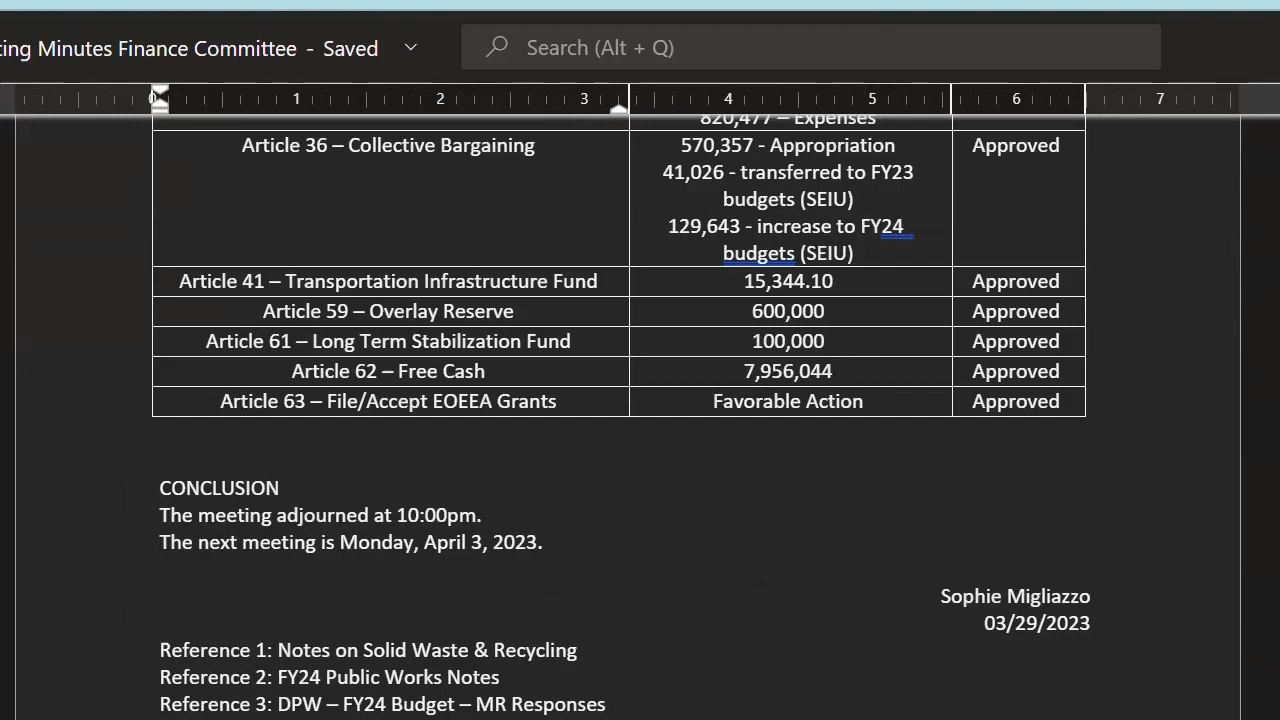 ting Minutes Finance Committee - Saved
Search (Alt + Q)
0 1 2 3 4 5 6 7
820,477 – Expenses
Article 36 – Collective Bargaining 570,357 - Appropriation Approved
41,026 - transferred to FY23
budgets (SEIU)
129,643 - increase to FY24
budgets (SEIU)
Article 41 – Transportation Infrastructure Fund 15,344.10 Approved
Article 59 – Overlay Reserve 600,000 Approved
Article 61 – Long Term Stabilization Fund 100,000 Approved
Article 62 – Free Cash 7,956,044 Approved
Article 63 – File/Accept EOEEA Grants Favorable Action Approved
CONCLUSION
The meeting adjourned at 10:00pm.
The next meeting is Monday, April 3, 2023.
Sophie Migliazzo
03/29/2023
Reference 1: Notes on Solid Waste & Recycling
Reference 2: FY24 Public Works Notes
Reference 3: DPW – FY24 Budget – MR Responses